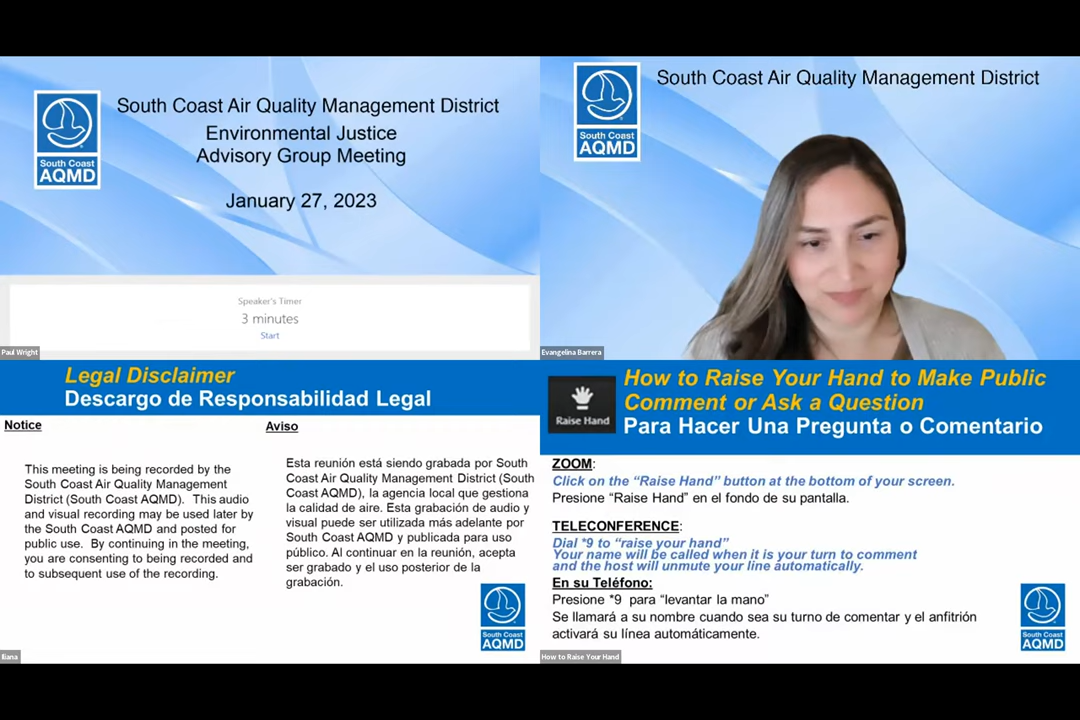 South Coast Air Quality Management District
Environmental Justice
Advisory Group Meeting
January 27, 2023
South Coast
AQMD
Speaker's Timer
3 minutes
Start
Paul Wright
South Coast Air Quality Management District
South Coast
AQMD
Evangelina Barrera
Legal Disclaimer
Descargo de Responsabilidad Legal
Notice
This meeting is being recorded by the
South Coast Air Quality Management
District (South Coast AQMD). This audio
and visual recording may be used later by
the South Coast AQMD and posted for
public use. By continuing in the meeting,
you are consenting to being recorded and
to subsequent use of the recording.
Aviso
Esta reunión está siendo grabada por South
Coast Air Quality Management District (South
Coast AQMD), la agencia local que gestiona
la calidad de aire. Esta grabación de audio y
visual puede ser utilizada más adelante por
South Coast AQMD y publicada para uso
público. Al continuar en la reunión, acepta
ser grabado y el uso posterior de la
grabación.
South Coast
AQMD
Iliana
Raise Hand
How to Raise Your Hand to Make Public
Comment or Ask a Question
Para Hacer Una Pregunta o Comentario
ZOOM:
Click on the “Raise Hand” button at the bottom of your screen.
Presione “Raise Hand” en el fondo de su pantalla.
TELECONFERENCE:
Dial *9 to “raise your hand”
Your name will be called when it is your turn to comment
and the host will unmute your line automatically.
En su Teléfono:
Presione *9 para “levantar la mano”
Se llamará a su nombre cuando sea su turno de comentar y el anfitrión
activará su línea automáticamente.
South Coast
AQMD
How to Raise Your Hand